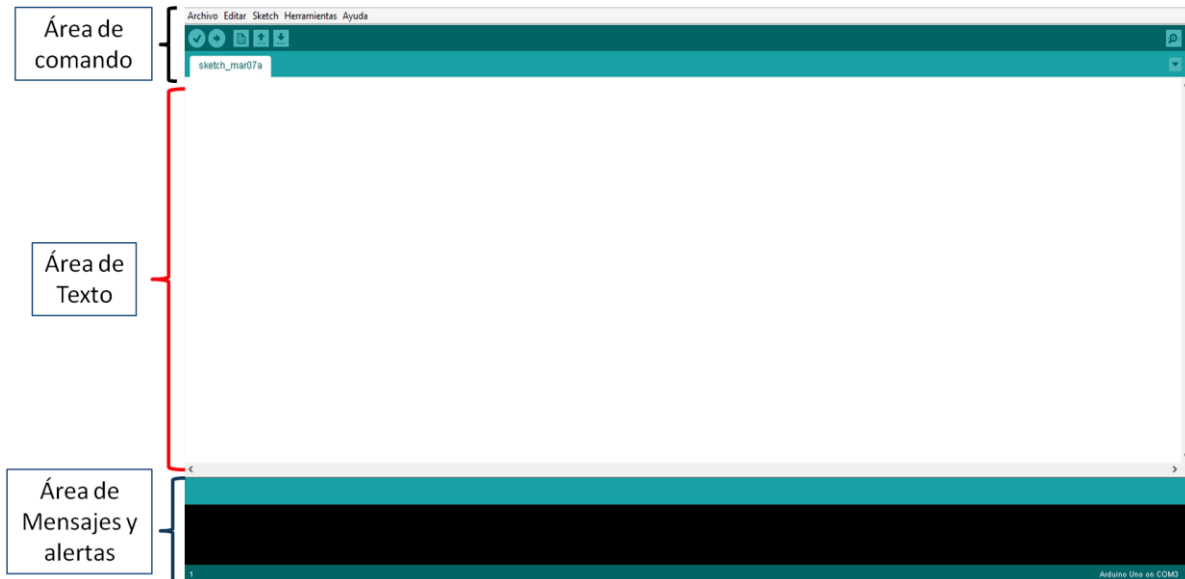 Área de
comando
Archivo Editar Sketch Herramientas Ayuda
sketch_mar07a
Área de
Texto
Área de
Mensajes y
alertas
1
Arduino Uno on COM3